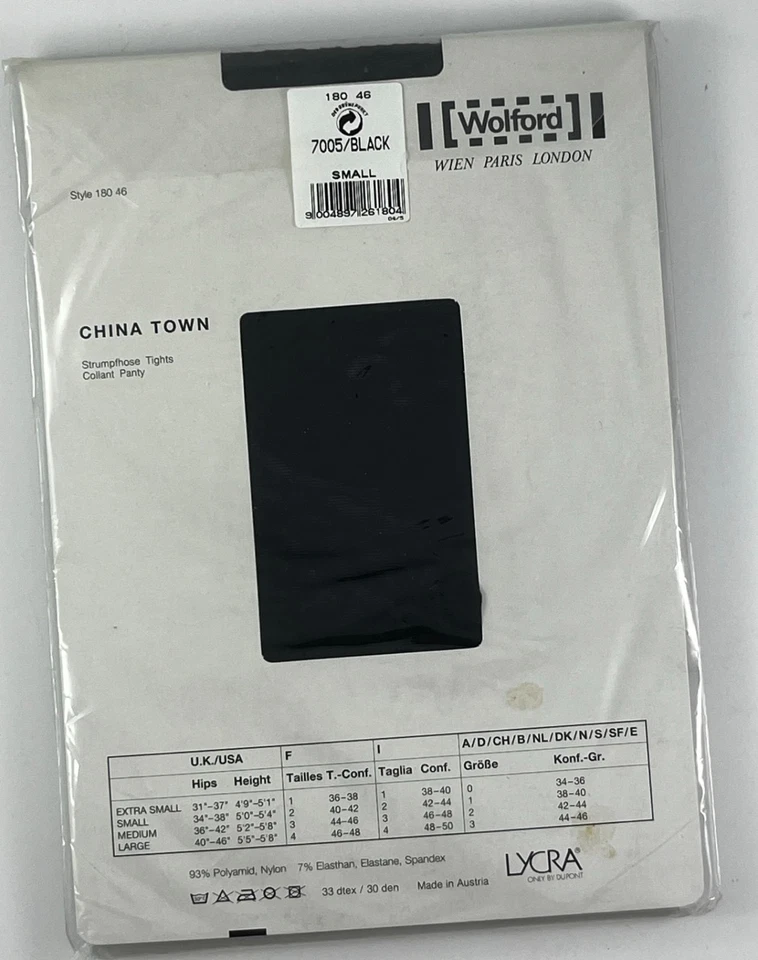 180 46
DER GRÜNE PUNKT
7005/BLACK
SMALL
9 004897 261804
04/5
Wolford
WIEN PARIS LONDON
Style 180 46
CHINA TOWN
Strumpfhose Tights
Collant Panty
U.K./USA F I A/D/CH/B/NL/DK/N/S/SF/E
Hips Height Tailles T.-Conf. Taglia Conf. Größe Konf.-Gr.
EXTRA SMALL 31"–37" 4'9"–5'1" 1 36–38 1 38–40 0 34–36
SMALL 34"–38" 5'0"–5'4" 2 40–42 2 42–44 1 38–40
MEDIUM 36"–42" 5'2"–5'8" 3 44–46 3 46–48 2 42–44
LARGE 40"–46" 5'5"–5'8" 4 46–48 4 48–50 3 44–46
93% Polyamid, Nylon 7% Elasthan, Elastane, Spandex
33 dtex / 30 den Made in Austria
LYCRA®
ONLY BY DUPONT